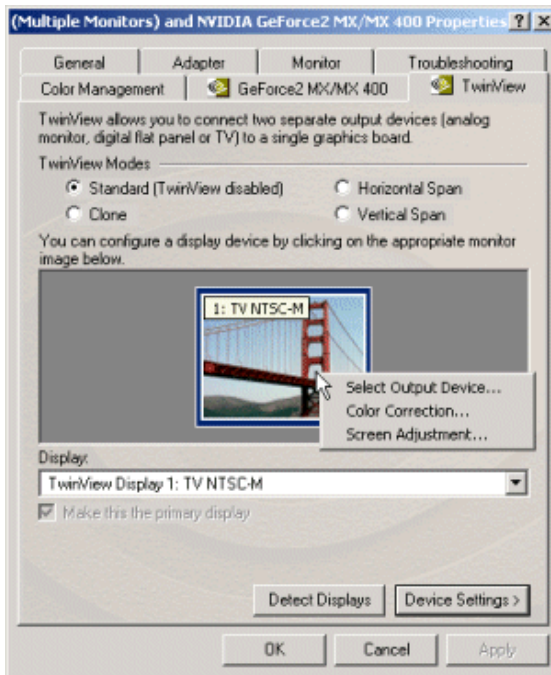 (Multiple Monitors) and NVIDIA GeForce2 MX/MX 400 Properties
General Adapter Monitor Troubleshooting
Color Management GeForce2 MX/MX 400 TwinView
TwinView allows you to connect two separate output devices (analog
monitor, digital flat panel or TV) to a single graphics board.
TwinView Modes
Standard (TwinView disabled) Horizontal Span
Clone Vertical Span
You can configure a display device by clicking on the appropriate monitor
image below.
1: TV NTSC-M
Select Output Device...
Color Correction...
Screen Adjustment...
Display:
TwinView Display 1: TV NTSC-M
Make this the primary display
Detect Displays Device Settings >
OK Cancel Apply